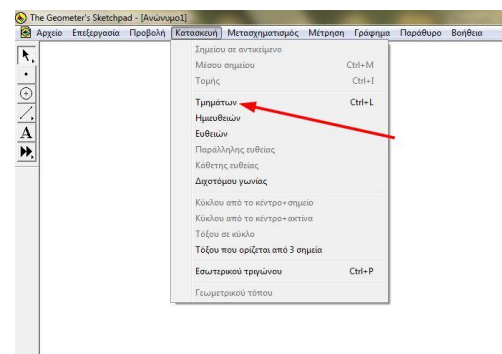 The Geometer's Sketchpad - [Ανώνυμο1]
Αρχείο Επεξεργασία Προβολή Κατασκευή Μετασχηματισμός Μέτρηση Γράφημα Παράθυρο Βοήθεια
Σημείου σε αντικείμενο
Μέσου σημείου Ctrl+M
Τομής Ctrl+I
Τμημάτων Ctrl+L
Ημιευθειών
Ευθειών
Παράλληλης ευθείας
Κάθετης ευθείας
Διχοτόμου γωνίας
Κύκλου από το κέντρο+σημείο
Κύκλου από το κέντρο+ακτίνα
Τόξου σε κύκλο
Τόξου που ορίζεται από 3 σημεία
Εσωτερικού τριγώνου Ctrl+P
Γεωμετρικού τόπου
A